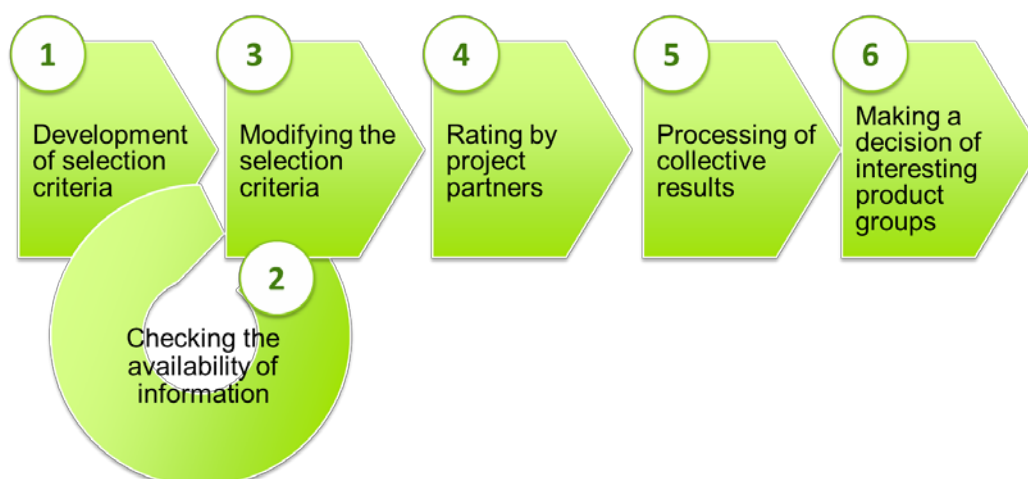 1
Development
of selection
criteria
2
Checking the
availability of
information
3
Modifying the
selection
criteria
4
Rating by
project
partners
5
Processing of
collective
results
6
Making a
decision of
interesting
product
groups